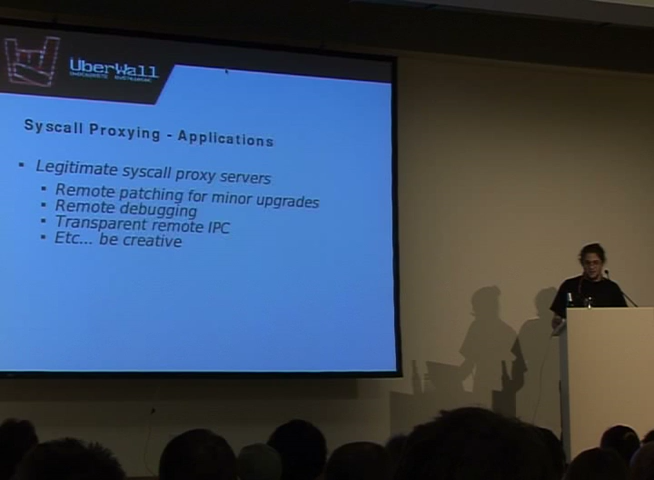 UberWall
Syscall Proxying - Applications
Legitimate syscall proxy servers
Remote patching for minor upgrades
Remote debugging
Transparent remote IPC
Etc... be creative